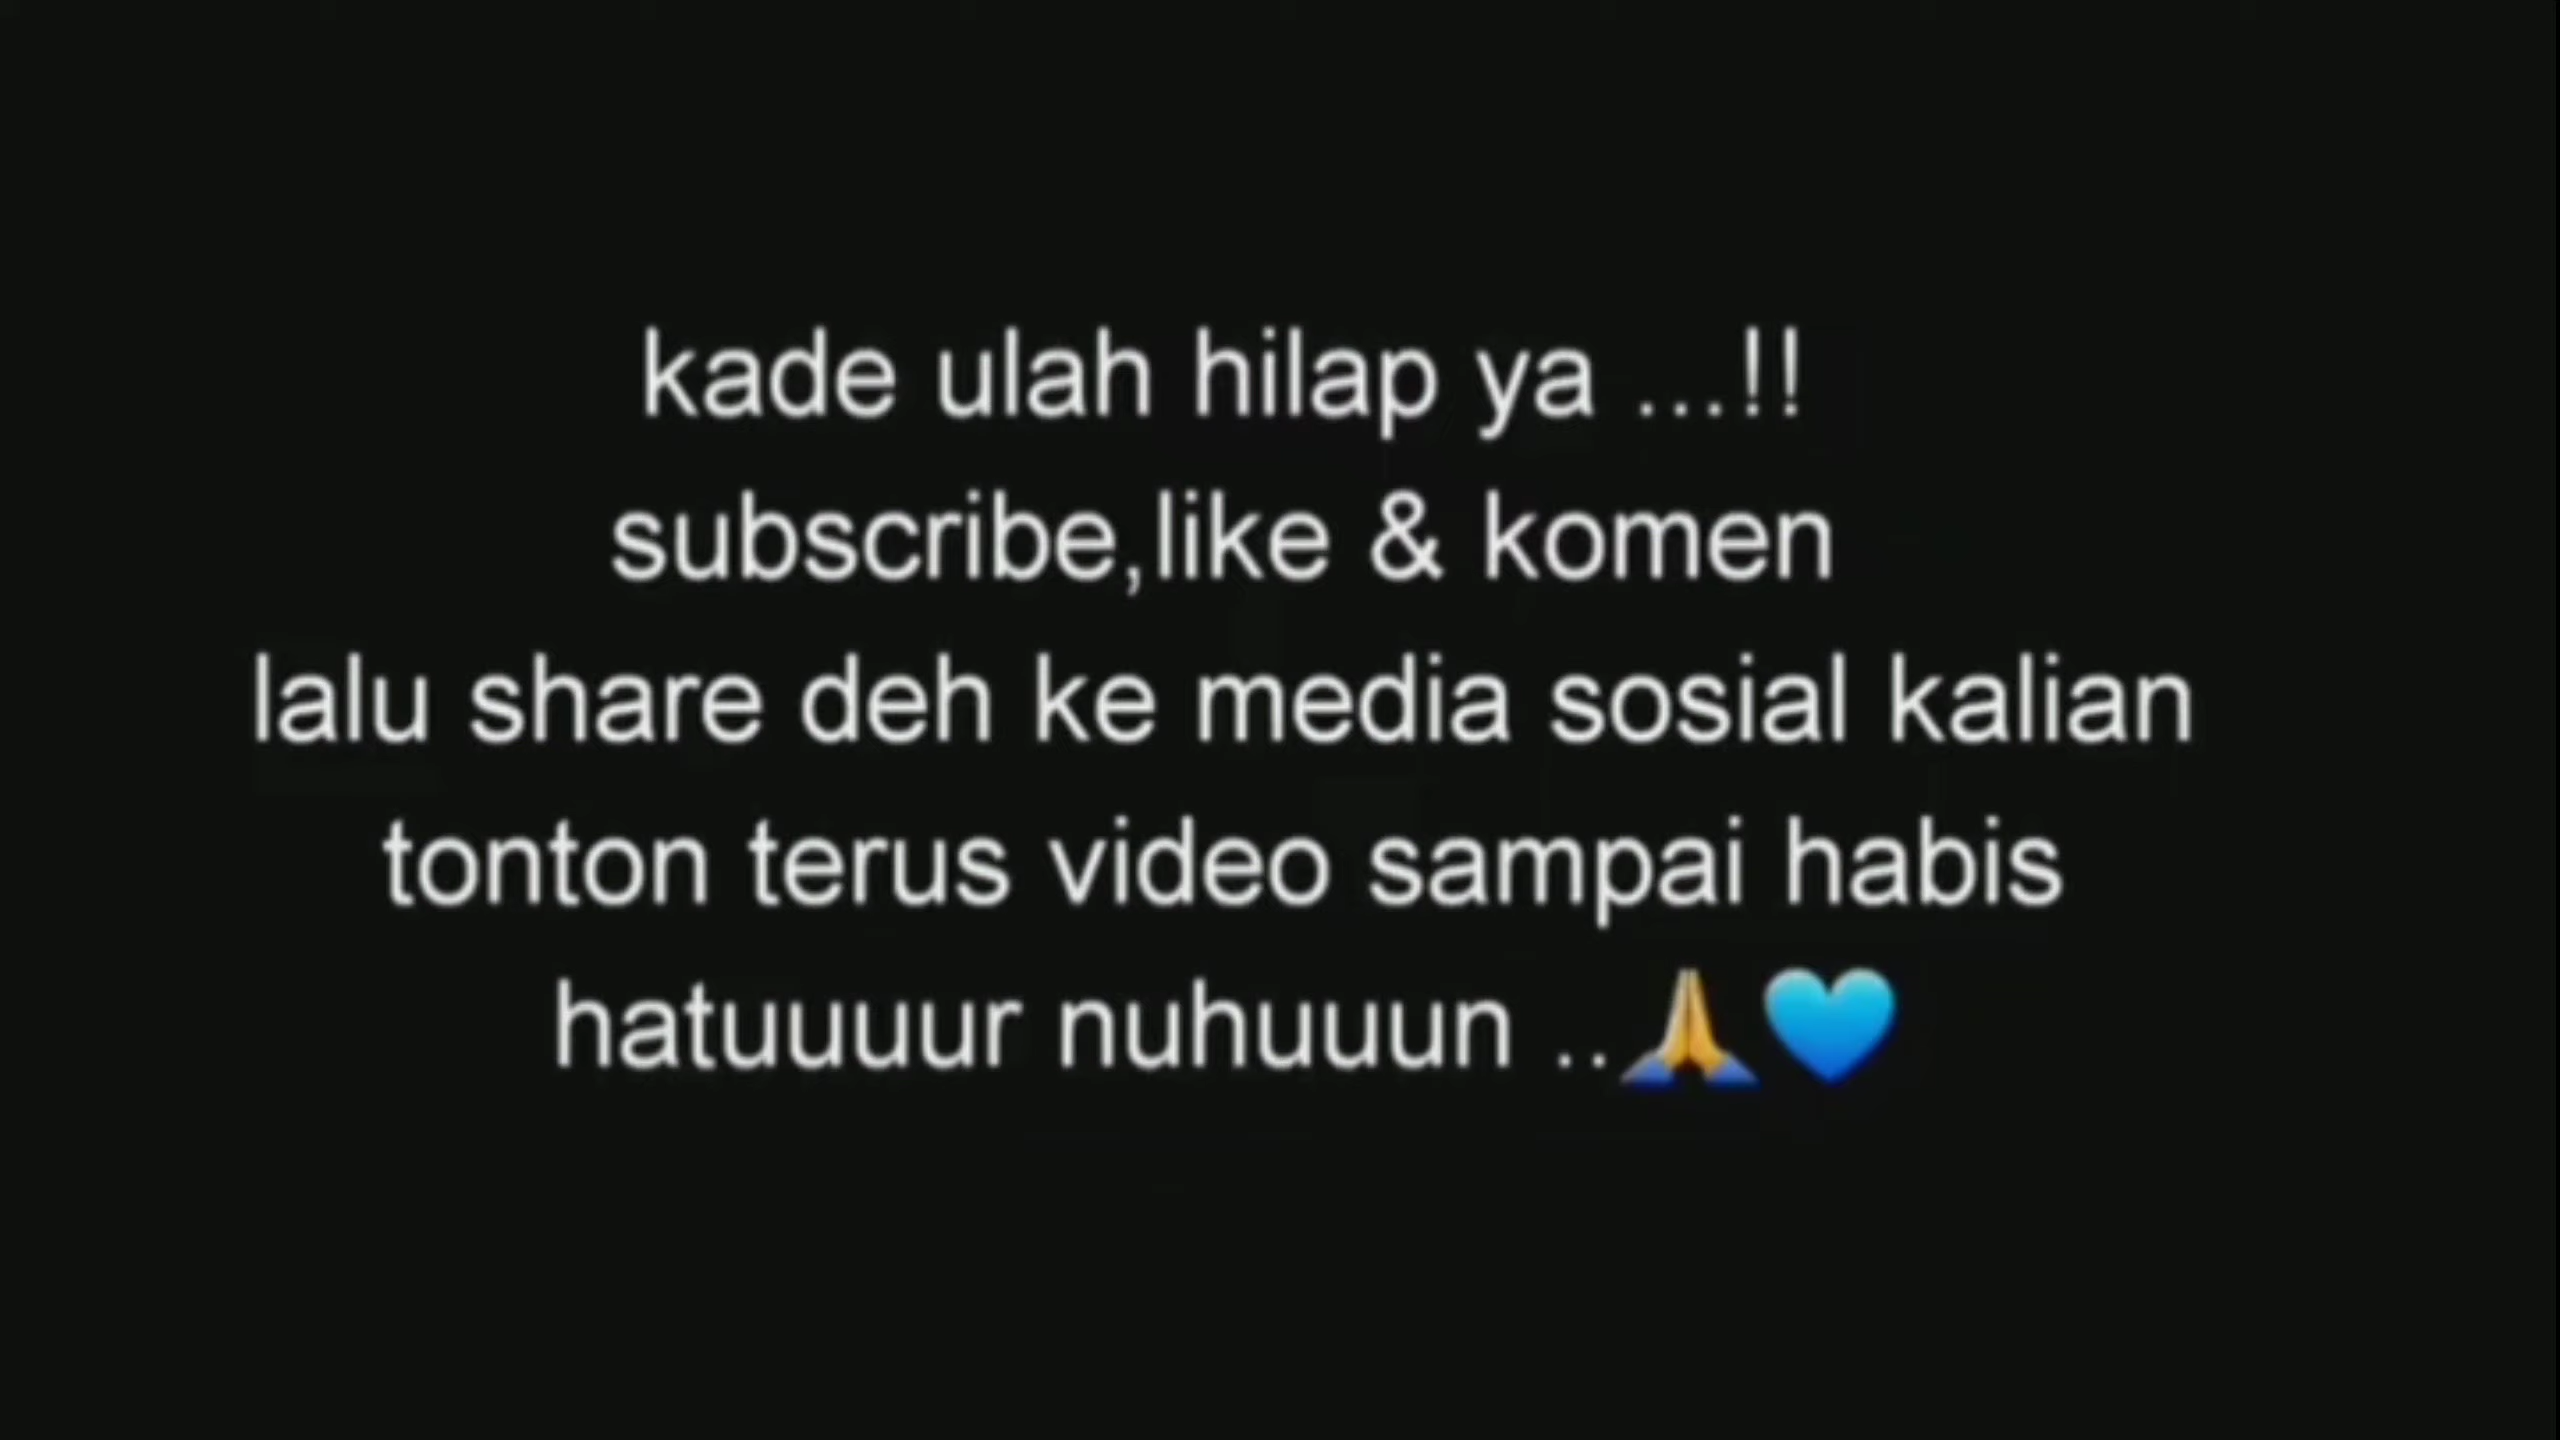 kade ulah hilap ya ...!!
subscribe,like & komen
lalu share deh ke media sosial kalian
tonton terus video sampai habis
hatuuuur nuhuuun ..🙏💙